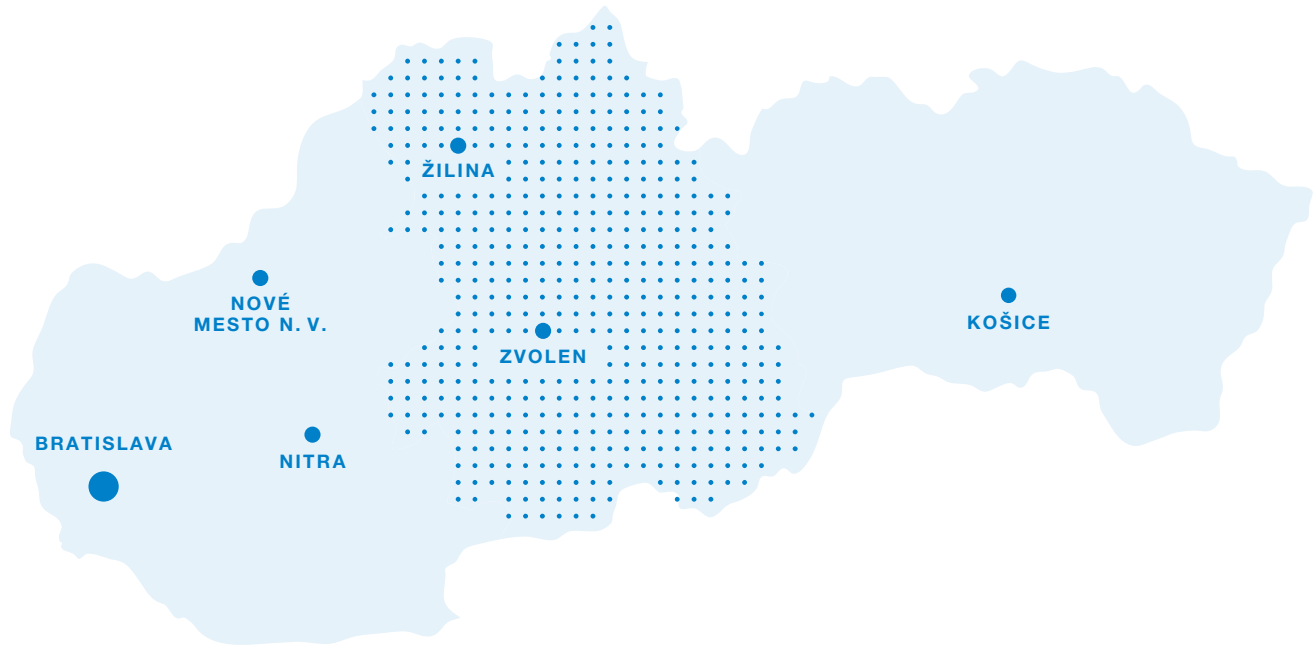 ŽILINA
NOVÉ
MESTO N. V.
KOŠICE
ZVOLEN
BRATISLAVA
NITRA